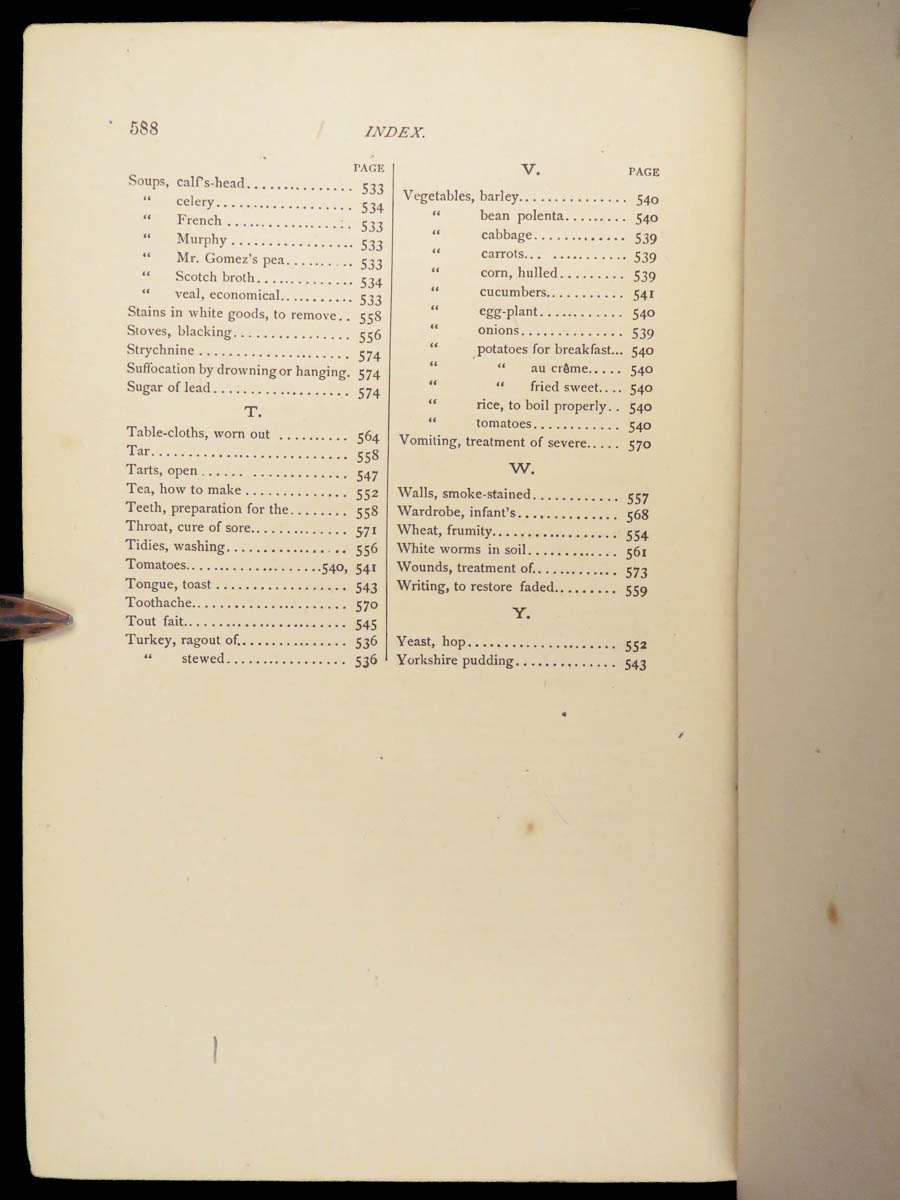 588
INDEX.
PAGE
Soups, calf's-head............... 533
“ celery................... 534
“ French ................. 533
“ Murphy ................. 533
“ Mr. Gomez's pea.......... 533
“ Scotch broth.............. 534
“ veal, economical........... 533
Stains in white goods, to remove.. 558
Stoves, blacking................ 556
Strychnine ..................... 574
Suffocation by drowning or hanging. 574
Sugar of lead................... 574
T.
Table-cloths, worn out .......... 564
Tar........................... 558
Tarts, open .................... 547
Tea, how to make .............. 552
Teeth, preparation for the........ 558
Throat, cure of sore............. 571
Tidies, washing................. 556
Tomatoes....................540, 541
Tongue, toast .................. 543
Toothache...................... 570
Tout fait....................... 545
Turkey, ragout of................ 536
“ stewed................. 536
V.
PAGE
Vegetables, barley............... 540
“ bean polenta......... 540
“ cabbage............. 539
“ carrots... ........... 539
“ corn, hulled......... 539
“ cucumbers........... 541
“ egg-plant............ 540
“ onions.............. 539
“ potatoes for breakfast... 540
“ “ au crême..... 540
“ “ fried sweet.... 540
“ rice, to boil properly.. 540
“ tomatoes............ 540
Vomiting, treatment of severe..... 570
W.
Walls, smoke-stained............ 557
Wardrobe, infant's.............. 568
Wheat, frumity................. 554
White worms in soil............. 561
Wounds, treatment of............ 573
Writing, to restore faded......... 559
Y.
Yeast, hop..................... 552
Yorkshire pudding.............. 543